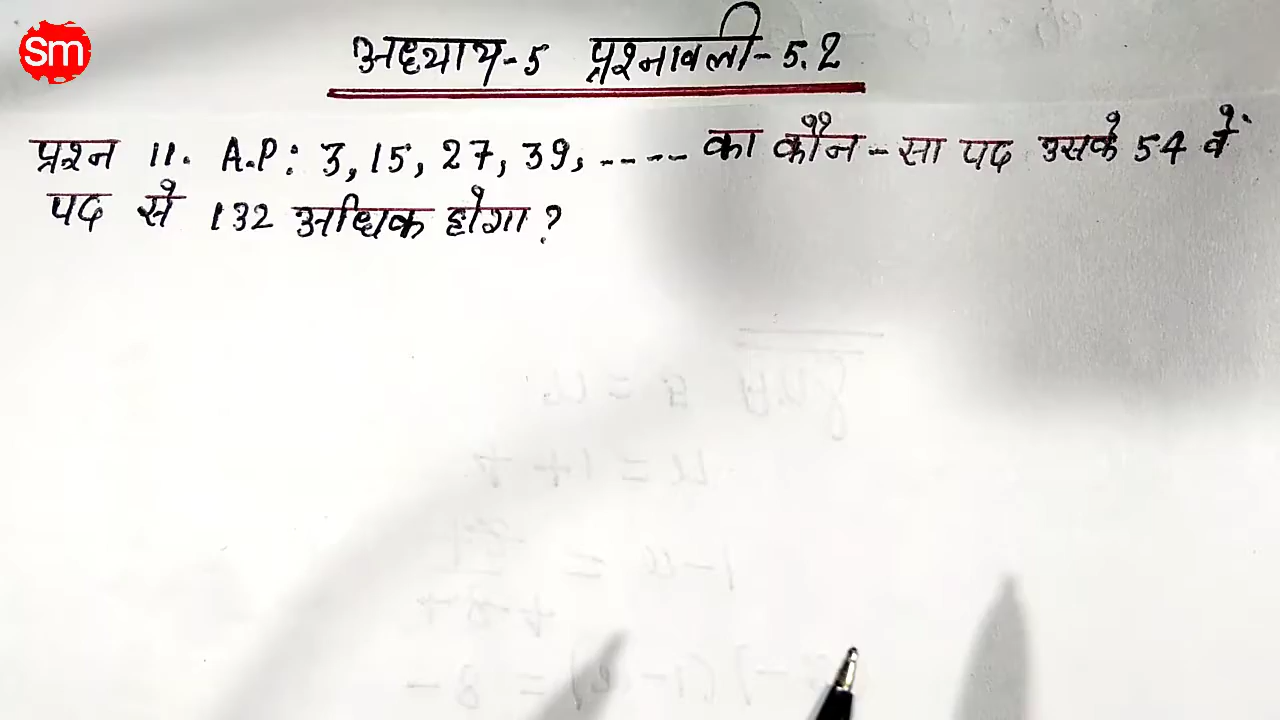 Sm
अध्याय-5 प्रश्नावली-5.2
प्रश्न 11. A.P: 3,15,27,39,---- का कौन-सा पद उसके 54 वें
पद से 132 अधिक होगा?